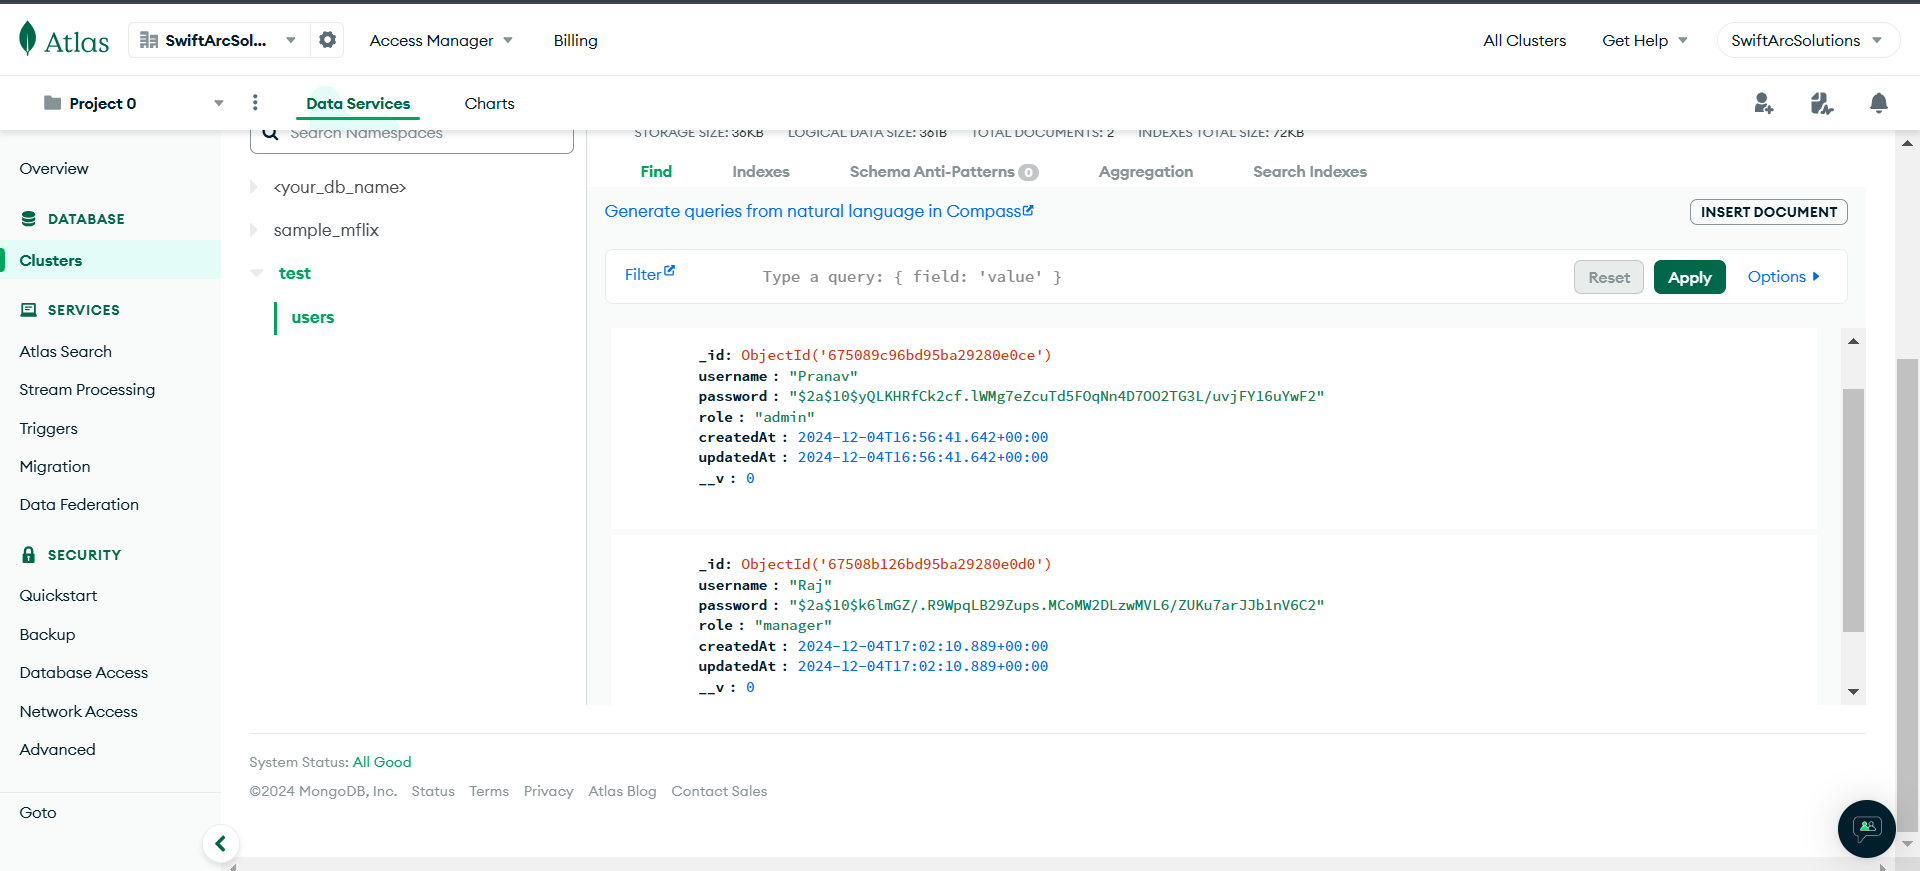 Atlas
SwiftArcSol...
Access Manager
Billing
All Clusters
Get Help
SwiftArcSolutions
Project 0
Data Services
Charts
Overview
DATABASE
Clusters
SERVICES
Atlas Search
Stream Processing
Triggers
Migration
Data Federation
SECURITY
Quickstart
Backup
Database Access
Network Access
Advanced
Goto
Search Namespaces
<your_db_name>
sample_mflix
test
users
STORAGE SIZE: 36KB LOGICAL DATA SIZE: 361B TOTAL DOCUMENTS: 2 INDEXES TOTAL SIZE: 72KB
Find Indexes Schema Anti-Patterns 0 Aggregation Search Indexes
Generate queries from natural language in Compass
INSERT DOCUMENT
Filter
Type a query: { field: 'value' }
Reset
Apply
Options
_id: ObjectId('675089c96bd95ba29280e0ce')
username : "Pranav"
password : "$2a$10$yQLKHRfCk2cf.lWMg7eZcuTd5FOqNn4D7OO2TG3L/uvjFY16uYwF2"
role : "admin"
createdAt : 2024-12-04T16:56:41.642+00:00
updatedAt : 2024-12-04T16:56:41.642+00:00
__v : 0
_id: ObjectId('67508b126bd95ba29280e0d0')
username : "Raj"
password : "$2a$10$k6lmGZ/.R9WpqLB29Zups.MCoMW2DLzwMVL6/ZUKu7arJJb1nV6C2"
role : "manager"
createdAt : 2024-12-04T17:02:10.889+00:00
updatedAt : 2024-12-04T17:02:10.889+00:00
__v : 0
System Status: All Good
©2024 MongoDB, Inc. Status Terms Privacy Atlas Blog Contact Sales